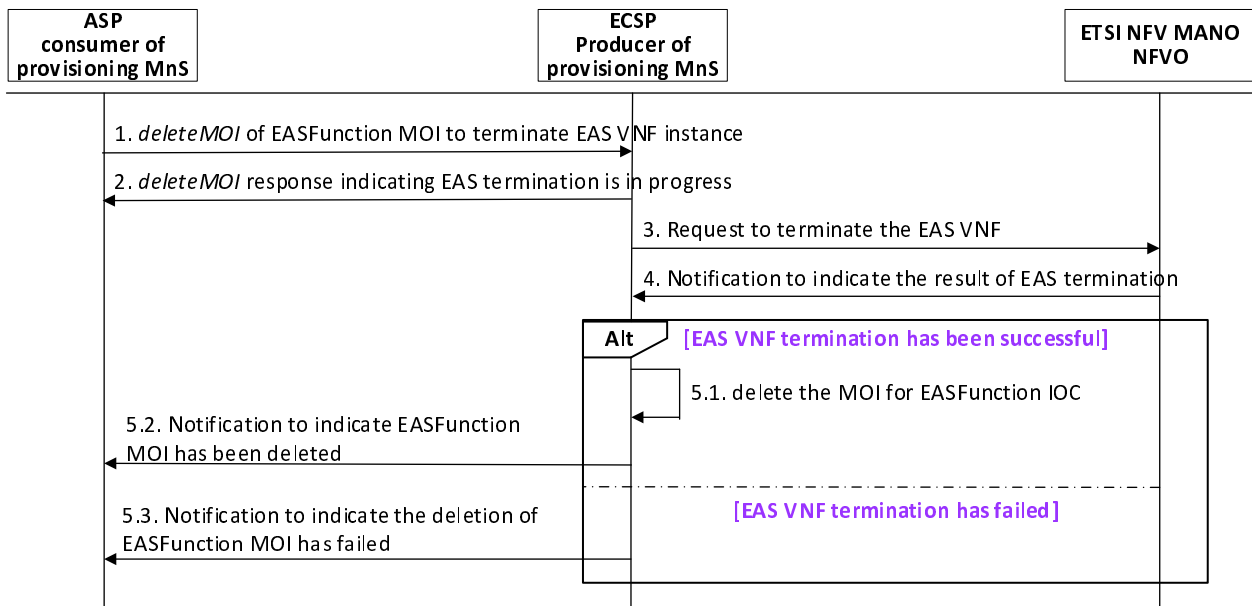 ASP
consumer of
provisioning MnS
ECSP
Producer of
provisioning MnS
ETSI NFV MANO
NFVO
1. deleteMOI of EASFunction MOI to terminate EAS VNF instance
2. deleteMOI response indicating EAS termination is in progress
3. Request to terminate the EAS VNF
4. Notification to indicate the result of EAS termination
Alt
[EAS VNF termination has been successful]
5.1. delete the MOI for EASFunction IOC
5.2. Notification to indicate EASFunction
MOI has been deleted
[EAS VNF termination has failed]
5.3. Notification to indicate the deletion of
EASFunction MOI has failed